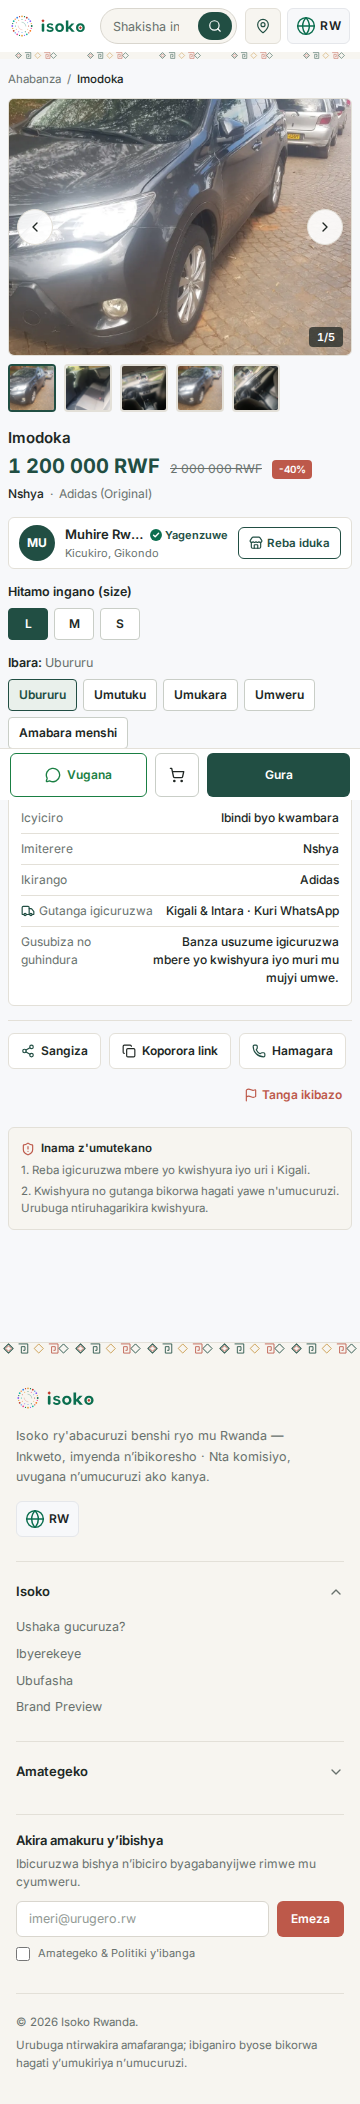 isoko
Shakisha in
RW
Ahabanza / Imodoka
1/5
Imodoka
1 200 000 RWF 2 000 000 RWF -40%
Nshya · Adidas (Original)
MU
Muhire Rw... Yagenzuwe
Kicukiro, Gikondo
Reba iduka
Hitamo ingano (size)
L M S
Ibara: Ubururu
Ubururu Umutuku Umukara Umweru
Amabara menshi
Vugana
Gura
Icyiciro Ibindi byo kwambara
Imiterere Nshya
Ikirango Adidas
Gutanga igicuruzwa Kigali & Intara · Kuri WhatsApp
Gusubiza no guhindura Banza usuzume igicuruzwa
mbere yo kwishyura iyo muri mu
mujyi umwe.
Sangiza Koporora link Hamagara
Tanga ikibazo
Inama z'umutekano
1. Reba igicuruzwa mbere yo kwishyura iyo uri i Kigali.
2. Kwishyura no gutanga bikorwa hagati yawe n'umucuruzi.
Urubuga ntiruhagarikira kwishyura.
isoko
Isoko ry'abacuruzi benshi ryo mu Rwanda —
Inkweto, imyenda n'ibikoresho · Nta komisiyo,
uvugana n'umucuruzi ako kanya.
RW
Isoko
Ushaka gucuruza?
Ibyerekeye
Ubufasha
Brand Preview
Amategeko
Akira amakuru y'ibishya
Ibicuruzwa bishya n'ibiciro byagabanyijwe rimwe mu
cyumweru.
imeri@urugero.rw
Emeza
Amategeko & Politiki y'ibanga
© 2026 Isoko Rwanda.
Urubuga ntirwakira amafaranga; ibiganiro byose bikorwa
hagati y'umukiriya n'umucuruzi.